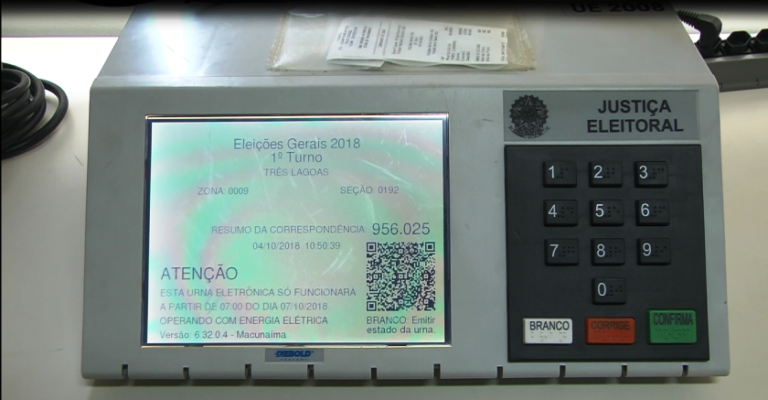 UE 2008
JUSTIÇA
ELEITORAL
Eleições Gerais 2018
1º Turno
TRÊS LAGOAS
ZONA: 0009 SEÇÃO: 0192
RESUMO DA CORRESPONDÊNCIA: 956.025
04/10/2018 10:50:39
ATENÇÃO
ESTA URNA ELETRÔNICA SÓ FUNCIONARÁ
A PARTIR DE 07:00 DO DIA 07/10/2018
OPERANDO COM ENERGIA ELÉTRICA
Versão: 6.32.0.4 - Macunaíma
BRANCO: Emitir
estado da urna.
DIEBOLD
1 2 3
4 5 6
7 8 9
0
BRANCO CORRIGE CONFIRMA